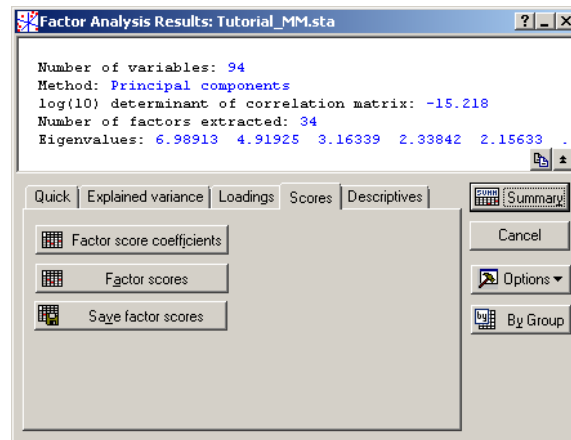 Factor Analysis Results: Tutorial_MM.sta
Number of variables: 94
Method: Principal components
log(10) determinant of correlation matrix: -15.218
Number of factors extracted: 34
Eigenvalues: 6.98913 4.91925 3.16339 2.33842 2.15633 .
Quick Explained variance Loadings Scores Descriptives
SUMM Summary
Factor score coefficients
Cancel
Factor scores
Options
Save factor scores
by By Group